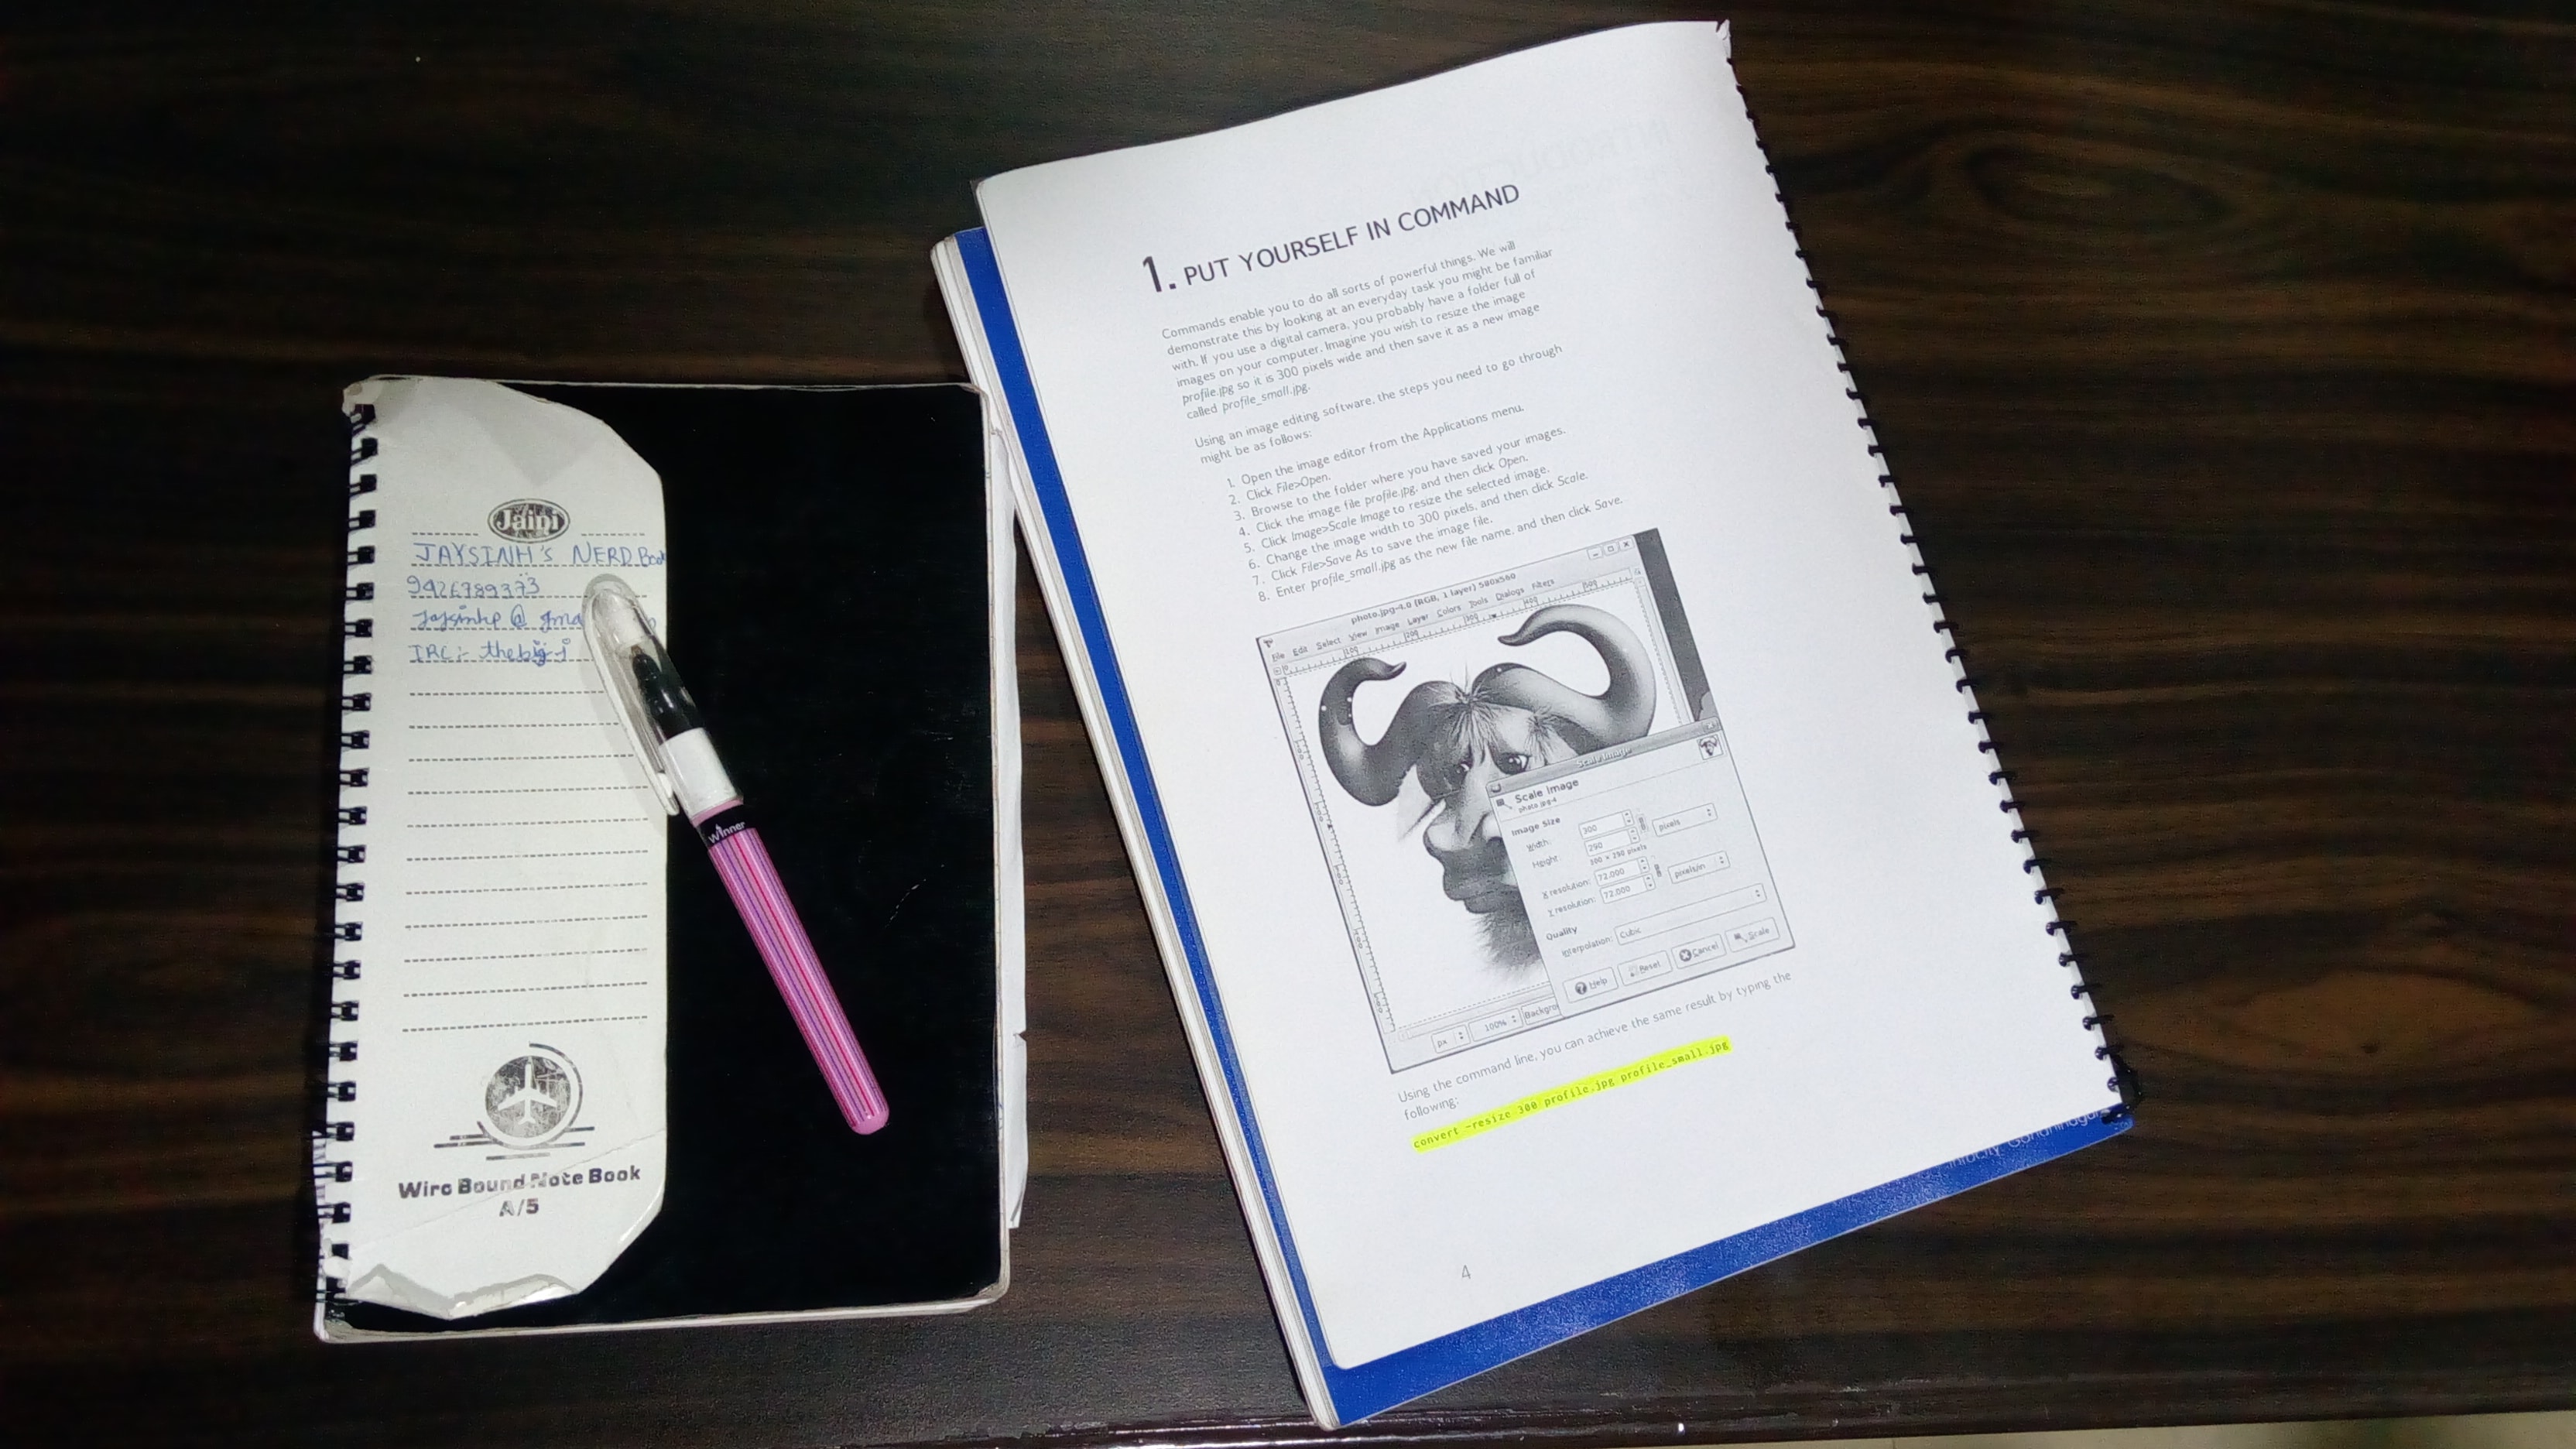 Jaini
JAYSINH's NERD Book
9426789373
jaysinhp @ gma
IRC:- thebigj
Winner
Wire Bound Note Book
A/5
1. PUT YOURSELF IN COMMAND
Commands enable you to do all sorts of powerful things. We will
demonstrate this by looking at an everyday task you might be familiar
with. If you use a digital camera, you probably have a folder full of
images on your computer. Imagine you wish to resize the image
profile.jpg so it is 300 pixels wide and then save it as a new image
called profile_small.jpg.
Using an image editing software, the steps you need to go through
might be as follows:
1. Open the image editor from the Applications menu.
2. Click File>Open.
3. Browse to the folder where you have saved your images.
4. Click the image file profile.jpg, and then click Open.
5. Click Image>Scale Image to resize the selected image.
6. Change the image width to 300 pixels, and then click Scale.
7. Click File>Save As to save the image file.
8. Enter profile_small.jpg as the new file name, and then click Save.
photo.jpg-4.0 (RGB, 1 layer) 580x560
File Edit Select View Image Layer Colors Tools Dialogs Filters
Scale Image
Scale Image
photo.jpg-4
Image Size
Width: 300
Height: 290 pixels
300 x 290 pixels
X resolution: 72.000
Y resolution: 72.000 pixels/in
Quality
Interpolation: Cubic
Help Reset Cancel Scale
px 100% Backgrou
Using the command line, you can achieve the same result by typing the
following:
convert -resize 300 profile.jpg profile_small.jpg
4
Infocity Gandhinagar